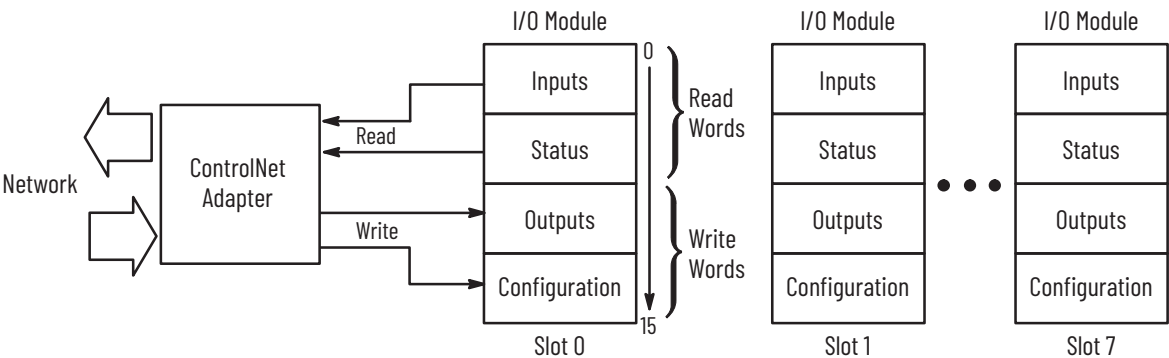 I/O Module
I/O Module
I/O Module
0
Inputs
Inputs
Inputs
Read
Words
Read
Status
Status
Status
ControlNet
Adapter
Network
Outputs
Outputs
Outputs
Write
Write
Words
Configuration
Configuration
Configuration
15
Slot 0
Slot 1
Slot 7